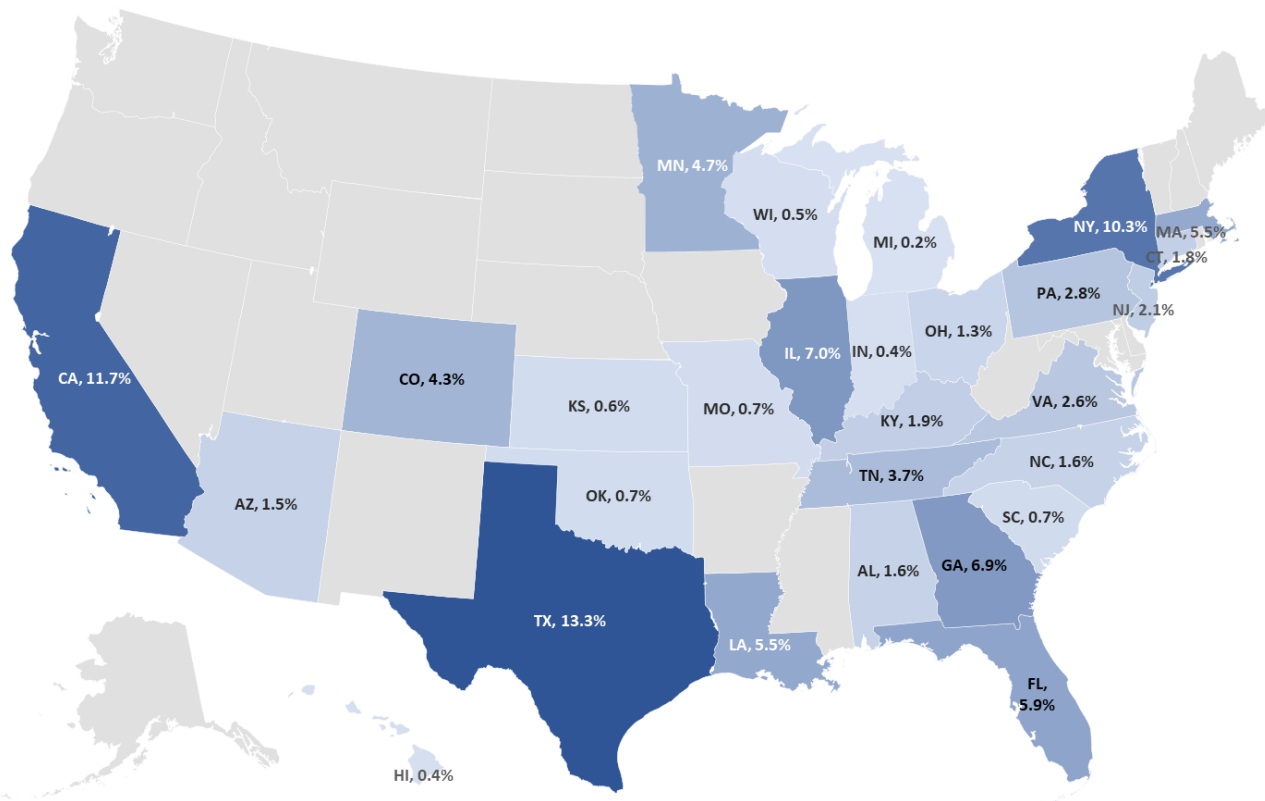 MN, 4.7%
WI, 0.5%
MI, 0.2%
NY, 10.3%
MA, 5.5%
CT, 1.8%
PA, 2.8%
NJ, 2.1%
OH, 1.3%
IL, 7.0%
IN, 0.4%
CA, 11.7%
CO, 4.3%
KS, 0.6%
MO, 0.7%
KY, 1.9%
VA, 2.6%
NC, 1.6%
TN, 3.7%
AZ, 1.5%
OK, 0.7%
SC, 0.7%
AL, 1.6%
GA, 6.9%
TX, 13.3%
LA, 5.5%
FL,
5.9%
HI, 0.4%